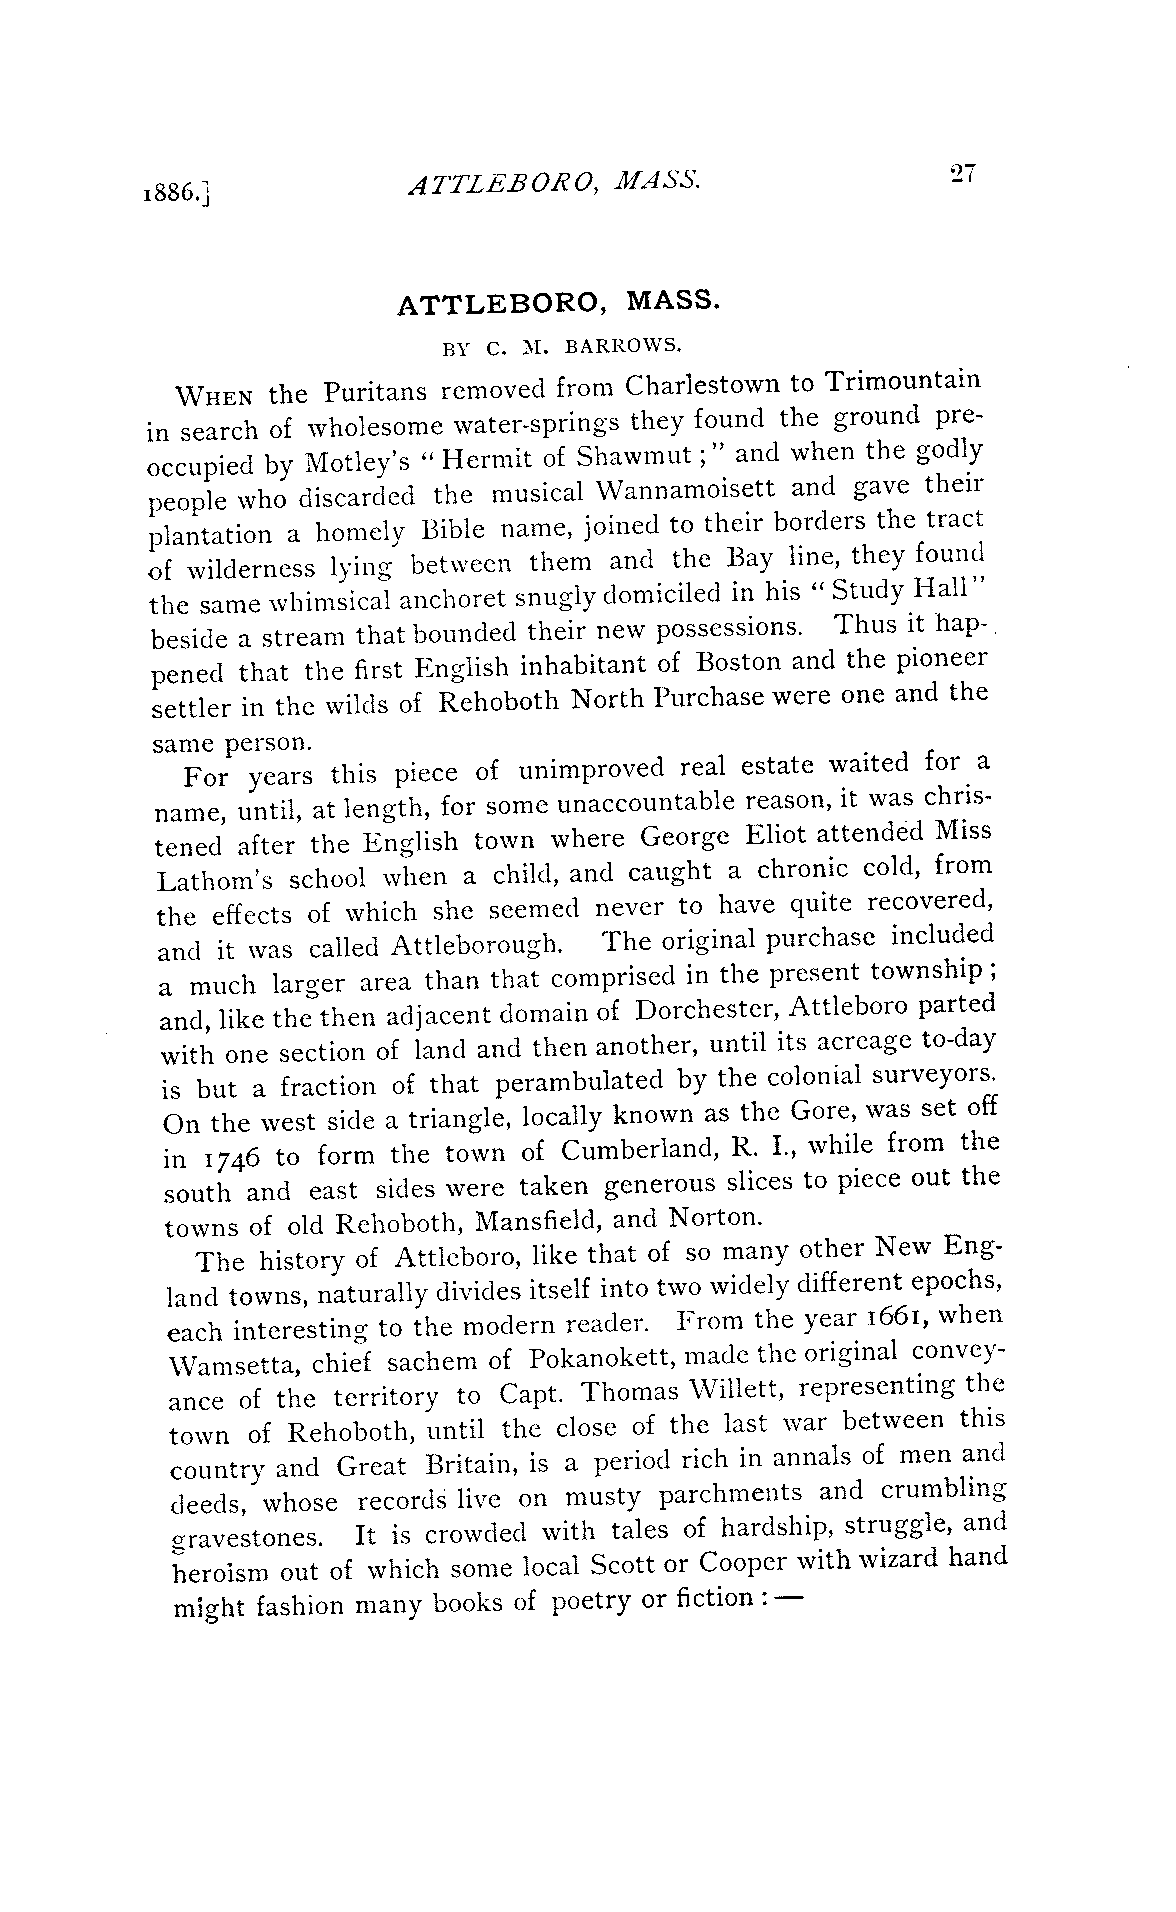 1886.] ATTLEBORO, MASS. 27
ATTLEBORO, MASS.
BY C. M. BARROWS.
WHEN the Puritans removed from Charlestown to Trimountain
in search of wholesome water-springs they found the ground pre-
occupied by Motley's "Hermit of Shawmut;" and when the godly
people who discarded the musical Wannamoisett and gave their
plantation a homely Bible name, joined to their borders the tract
of wilderness lying between them and the Bay line, they found
the same whimsical anchoret snugly domiciled in his "Study Hall"
beside a stream that bounded their new possessions. Thus it hap-
pened that the first English inhabitant of Boston and the pioneer
settler in the wilds of Rehoboth North Purchase were one and the
same person.
For years this piece of unimproved real estate waited for a
name, until, at length, for some unaccountable reason, it was chris-
tened after the English town where George Eliot attended Miss
Lathom's school when a child, and caught a chronic cold, from
the effects of which she seemed never to have quite recovered,
and it was called Attleborough. The original purchase included
a much larger area than that comprised in the present township;
and, like the then adjacent domain of Dorchester, Attleboro parted
with one section of land and then another, until its acreage to-day
is but a fraction of that perambulated by the colonial surveyors.
On the west side a triangle, locally known as the Gore, was set off
in 1746 to form the town of Cumberland, R. I., while from the
south and east sides were taken generous slices to piece out the
towns of old Rehoboth, Mansfield, and Norton.
The history of Attleboro, like that of so many other New Eng-
land towns, naturally divides itself into two widely different epochs,
each interesting to the modern reader. From the year 1661, when
Wamsetta, chief sachem of Pokanokett, made the original convey-
ance of the territory to Capt. Thomas Willett, representing the
town of Rehoboth, until the close of the last war between this
country and Great Britain, is a period rich in annals of men and
deeds, whose records live on musty parchments and crumbling
gravestones. It is crowded with tales of hardship, struggle, and
heroism out of which some local Scott or Cooper with wizard hand
might fashion many books of poetry or fiction:—